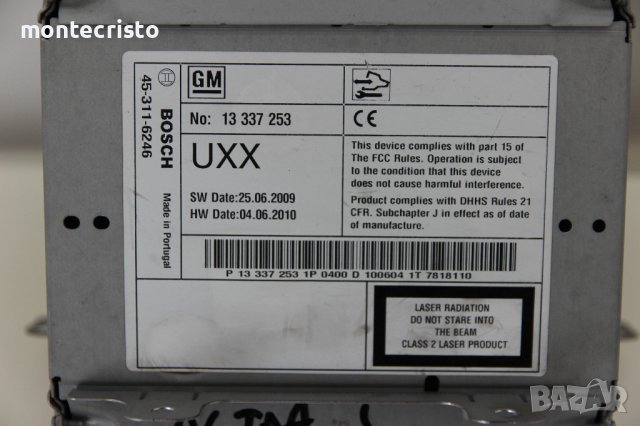 montecristo
BOSCH
45-311-6246
Made in Portugal
GM
No: 13 337 253
CE
UXX
SW Date:25.06.2009
HW Date:04.06.2010
This device complies with part 15 of
The FCC Rules. Operation is subject
to the condition that this device
does not cause harmful interference.
Product complies with DHHS Rules 21
CFR. Subchapter J in effect as of date
of manufacture.
P 13 337 253 1P 0400 D 100604 1T 7818110
LASER RADIATION
DO NOT STARE INTO
THE BEAM
CLASS 2 LASER PRODUCT
BAZAR